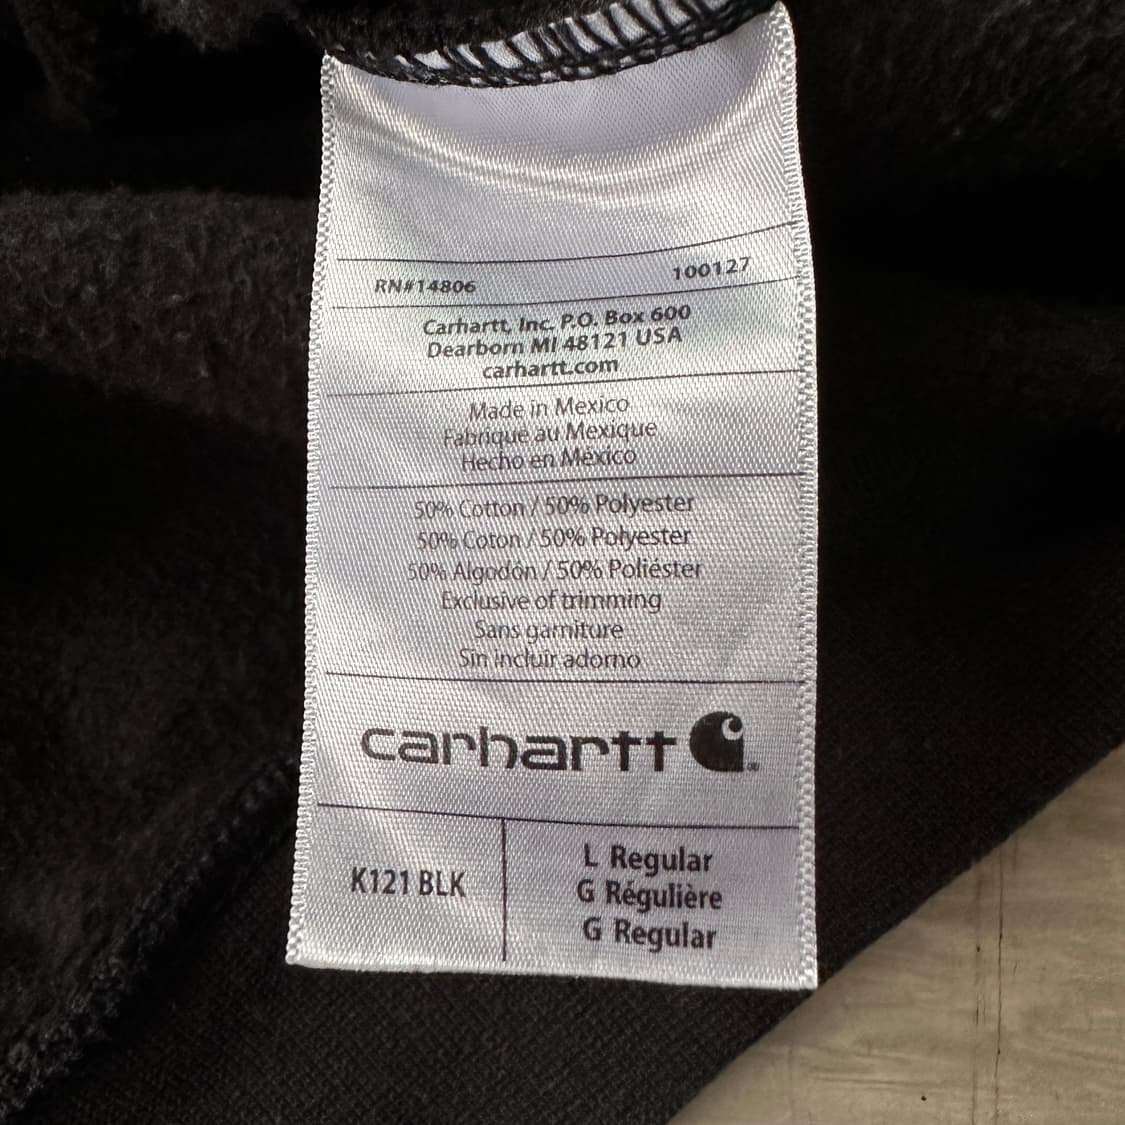 RN#14806 100127
Carhartt, Inc. P.O. Box 600
Dearborn MI 48121 USA
carhartt.com
Made in Mexico
Fabriqué au Mexique
Hecho en México
50% Cotton / 50% Polyester
50% Coton / 50% Polyester
50% Algodón / 50% Poliéster
Exclusive of trimming
Sans garniture
Sin incluir adorno
carhartt
K121 BLK
L Regular
G Régulière
G Regular